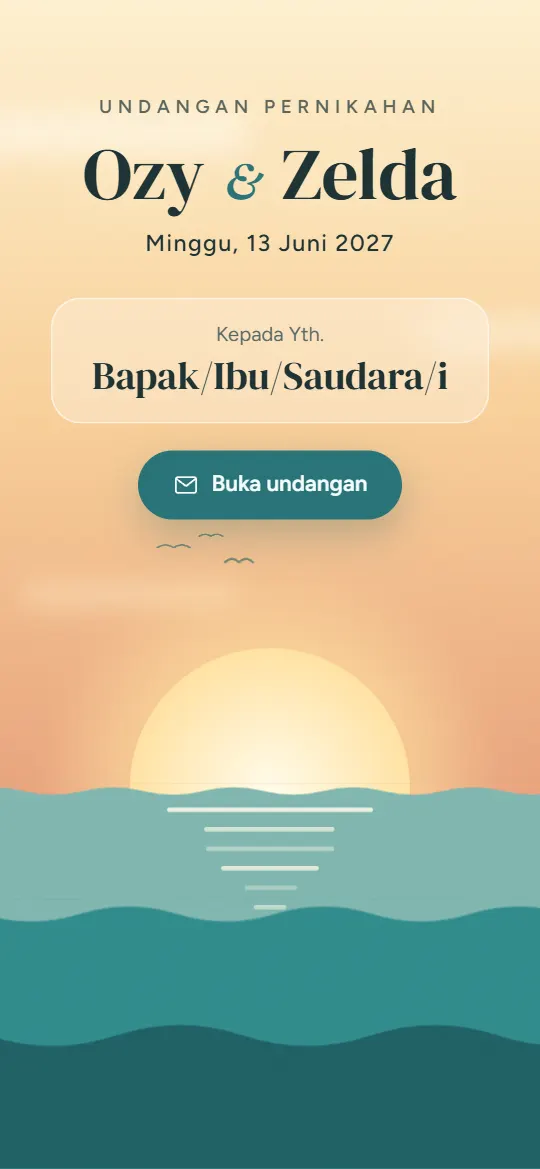 UNDANGAN PERNIKAHAN
Ozy & Zelda
Minggu, 13 Juni 2027
Kepada Yth.
Bapak/Ibu/Saudara/i
Buka undangan